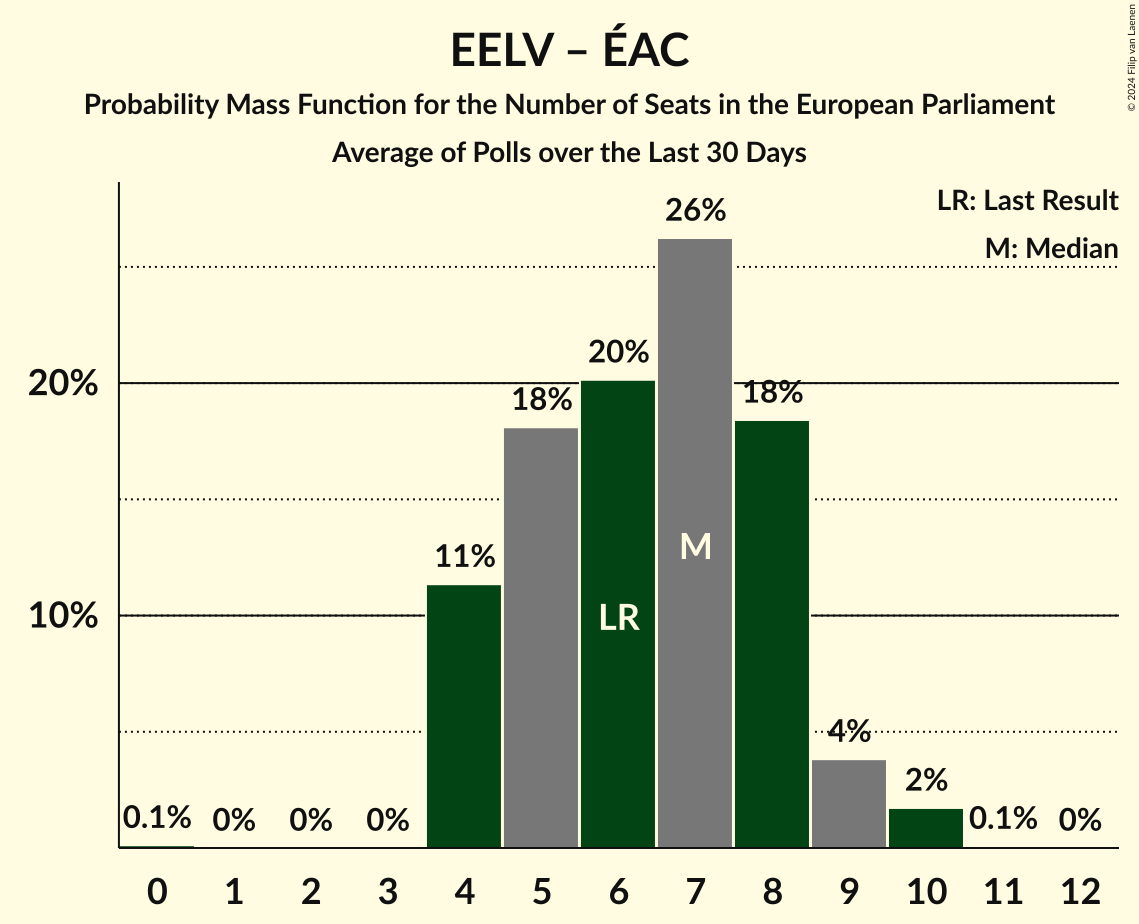 EELV – ÉAC
Probability Mass Function for the Number of Seats in the European Parliament
Average of Polls over the Last 30 Days
© 2024 Filip van Laenen
LR: Last Result
M: Median
26%
20%
20%
18%
18%
11%
M
10%
LR
4%
2%
0.1% 0% 0% 0%
0.1% 0%
0 1 2 3 4 5 6 7 8 9 10 11 12